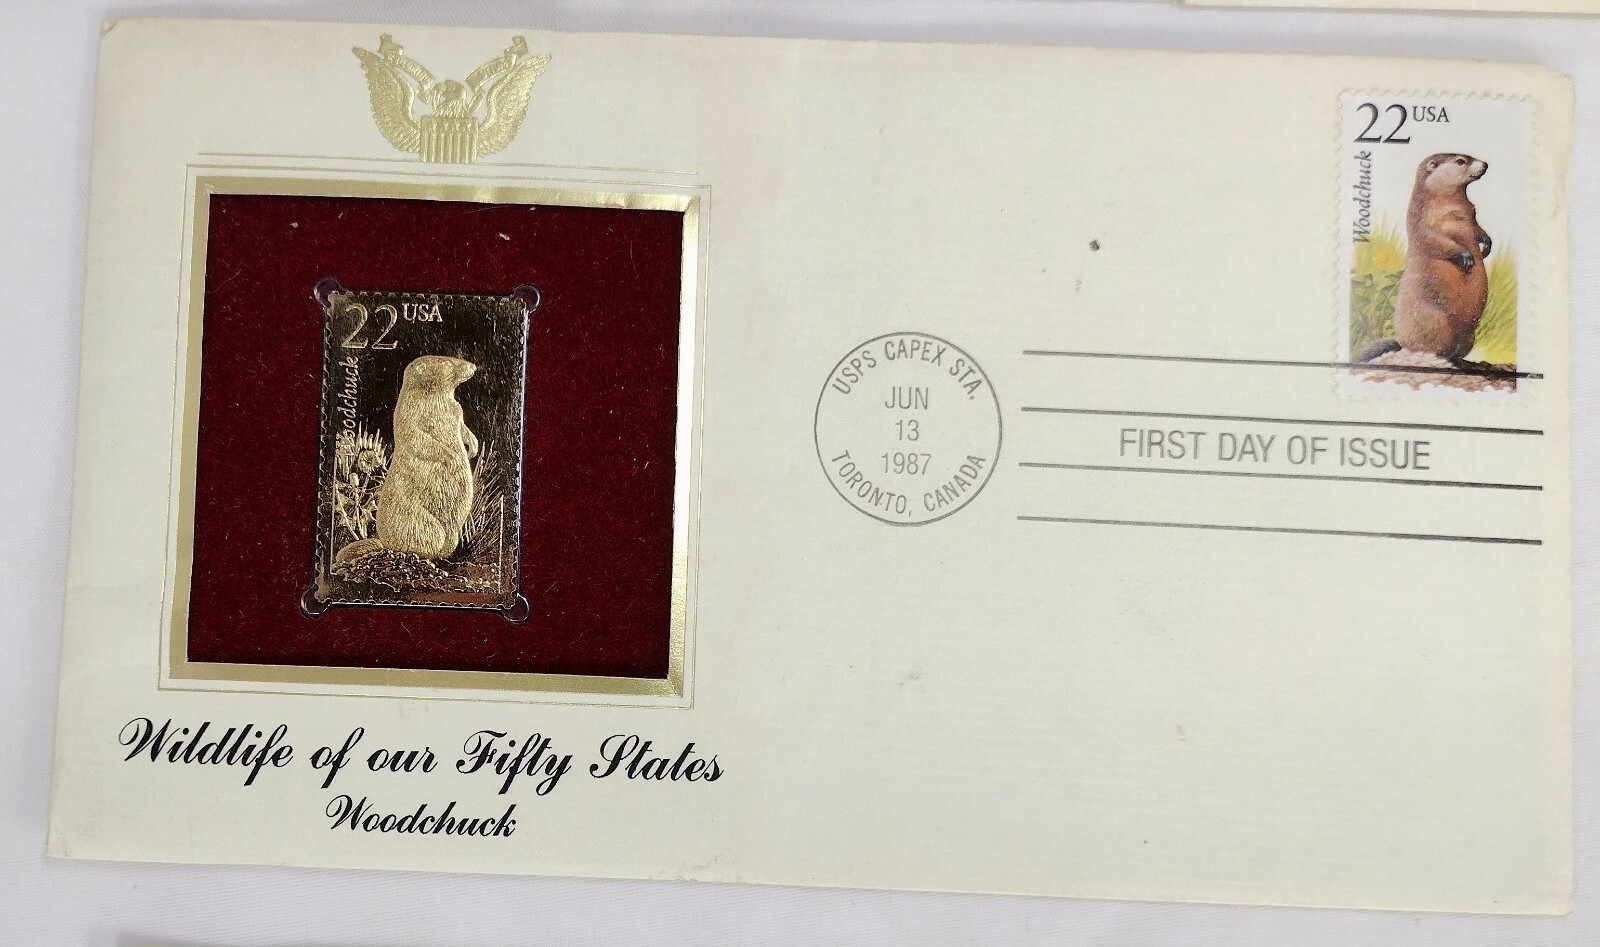 22 USA
Woodchuck
22 USA
Woodchuck
USPS CAPEX STA.
JUN
13
1987
TORONTO, CANADA
FIRST DAY OF ISSUE
Wildlife of our Fifty States
Woodchuck